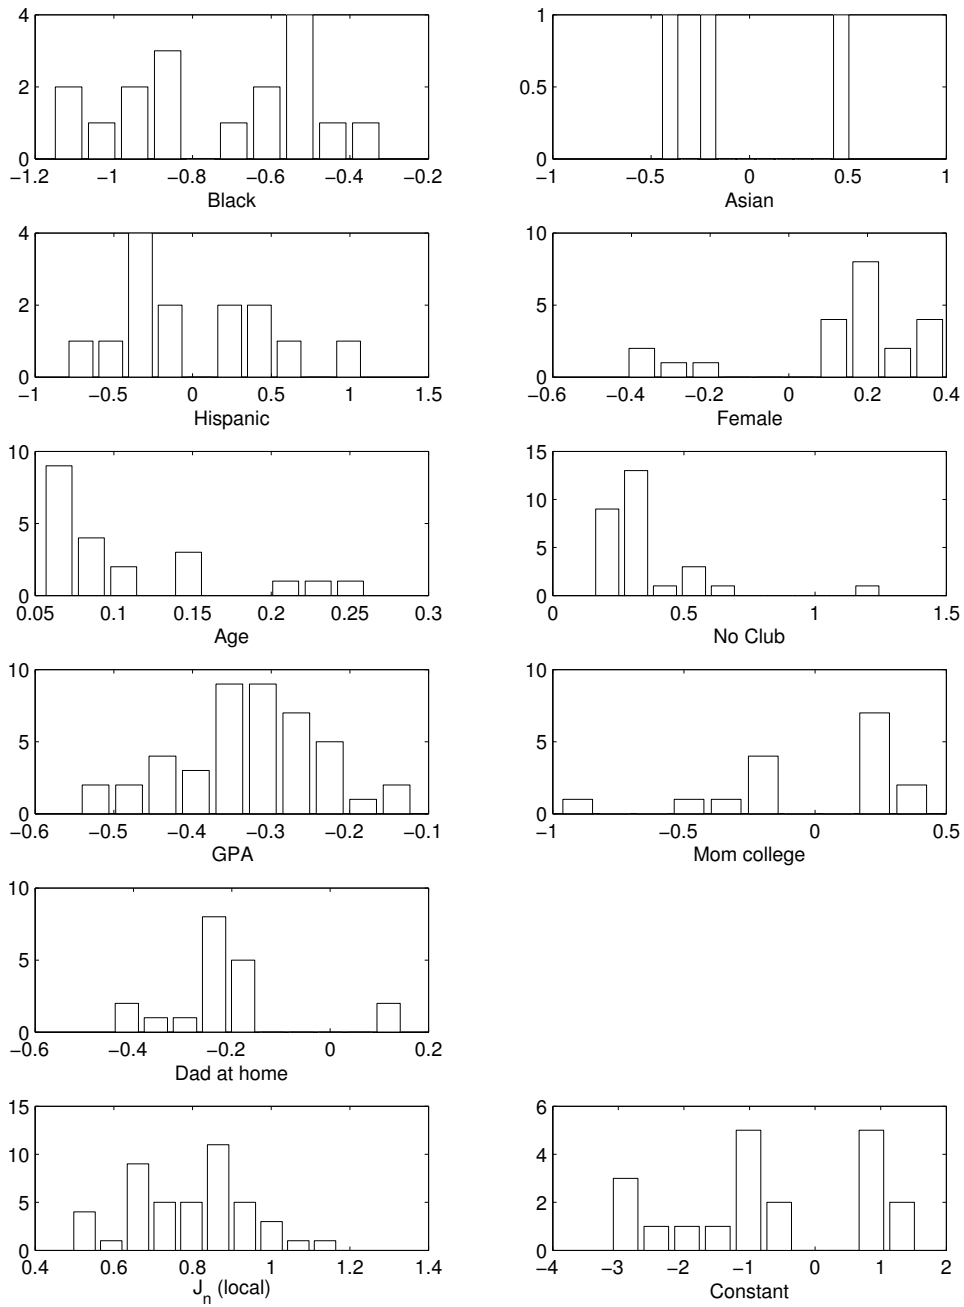 4
2
0
−1.2 −1 −0.8 −0.6 −0.4 −0.2
Black
1
0.5
0
−1 −0.5 0 0.5 1
Asian
4
2
0
−1 −0.5 0 0.5 1 1.5
Hispanic
10
5
0
−0.6 −0.4 −0.2 0 0.2 0.4
Female
10
5
0
0.05 0.1 0.15 0.2 0.25 0.3
Age
15
10
5
0
0 0.5 1 1.5
No Club
10
5
0
−0.6 −0.5 −0.4 −0.3 −0.2 −0.1
GPA
10
5
0
−1 −0.5 0 0.5
Mom college
10
5
0
−0.6 −0.4 −0.2 0 0.2
Dad at home
15
10
5
0
0.4 0.6 0.8 1 1.2 1.4
J_n (local)
6
4
2
0
−4 −3 −2 −1 0 1 2
Constant